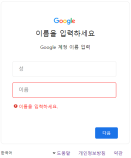 Google
이름을 입력하세요
Google 계정 이름 입력
성
이름
이름을 입력하세요.
다음
한국어
도움말
개인정보처리방침
약관